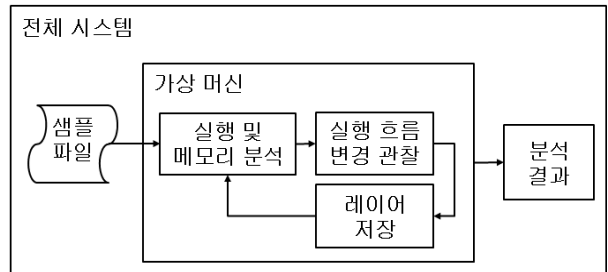 전체 시스템
가상 머신
샘플
파일
실행 및
메모리 분석
실행 흐름
변경 관찰
레이어
저장
분석
결과